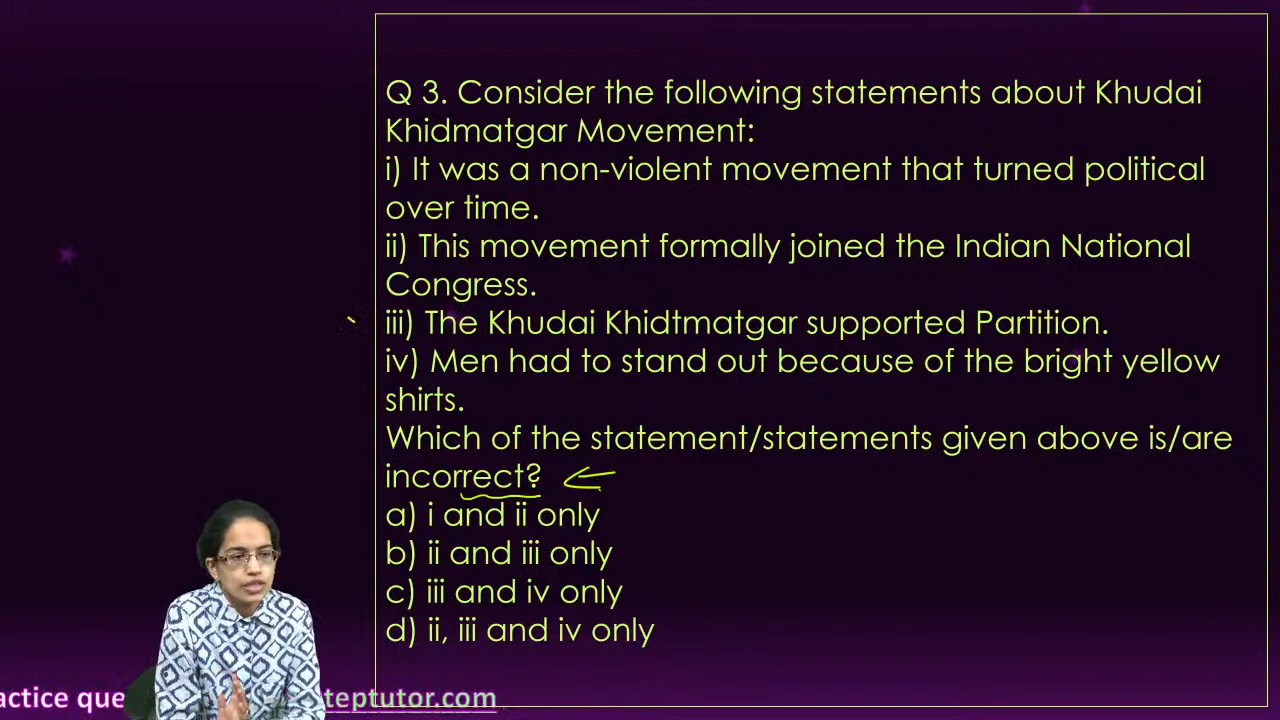 Q 3. Consider the following statements about Khudai
Khidmatgar Movement:
i) It was a non-violent movement that turned political
over time.
ii) This movement formally joined the Indian National
Congress.
iii) The Khudai Khidtmatgar supported Partition.
iv) Men had to stand out because of the bright yellow
shirts.
Which of the statement/statements given above is/are
incorrect?
a) i and ii only
b) ii and iii only
c) iii and iv only
d) ii, iii and iv only
actice que teptutor.com